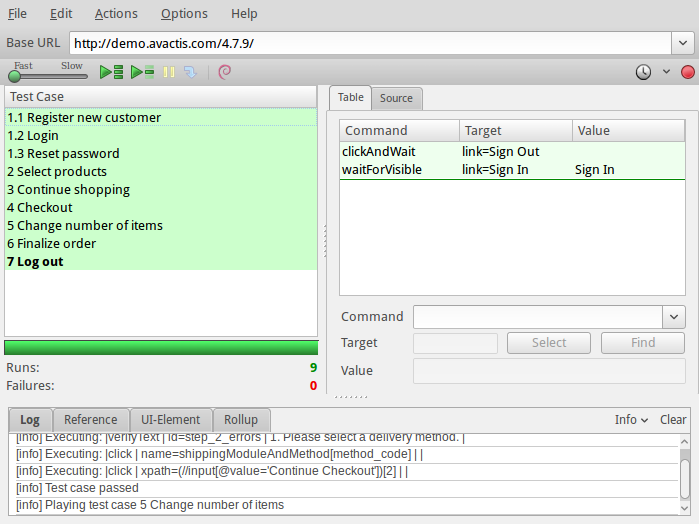 File Edit Actions Options Help
Base URL http://demo.avactis.com/4.7.9/
Fast Slow
Test Case
1.1 Register new customer
1.2 Login
1.3 Reset password
2 Select products
3 Continue shopping
4 Checkout
5 Change number of items
6 Finalize order
7 Log out
Runs: 9
Failures: 0
Table Source
Command Target Value
clickAndWait link=Sign Out
waitForVisible link=Sign In Sign In
Command
Target Select Find
Value
Log Reference UI-Element Rollup Info Clear
[info] Executing: |verifyText | id=step_2_errors | 1. Please select a delivery method. |
[info] Executing: |click | name=shippingModuleAndMethod[method_code] | |
[info] Executing: |click | xpath=(//input[@value='Continue Checkout'])[2] | |
[info] Test case passed
[info] Playing test case 5 Change number of items